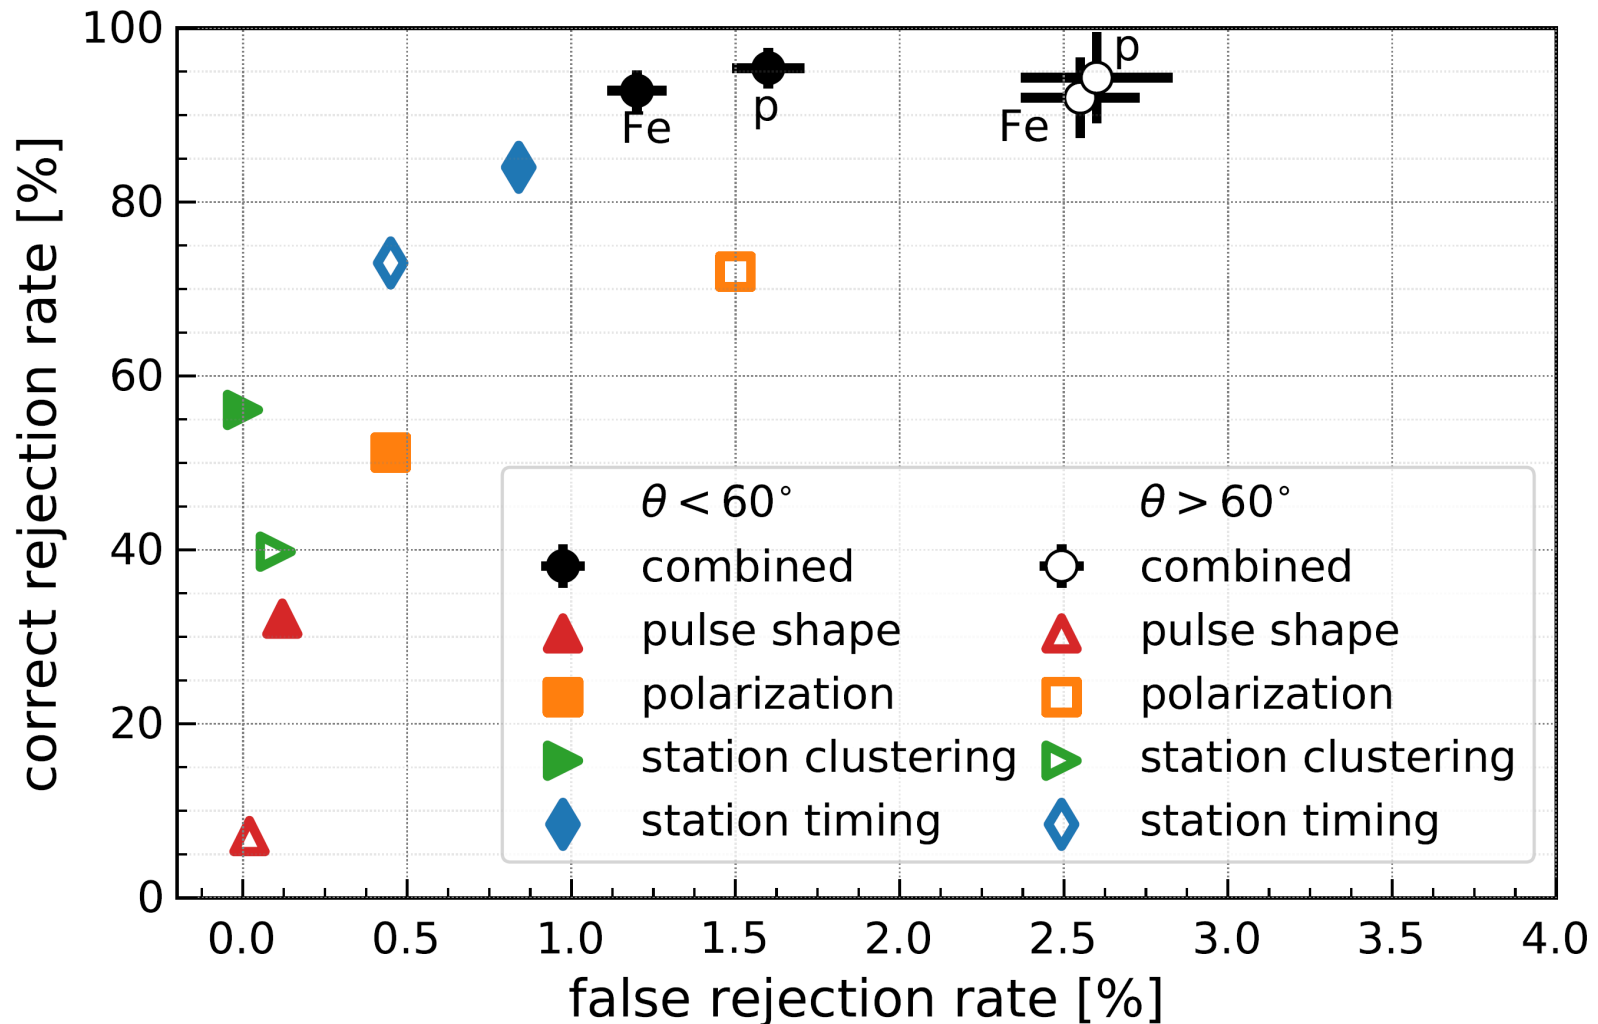 100
80
60
40
20
0
correct rejection rate [%]
Fe
p
Fe
p
θ < 60°
combined
pulse shape
polarization
station clustering
station timing
θ > 60°
combined
pulse shape
polarization
station clustering
station timing
0.0 0.5 1.0 1.5 2.0 2.5 3.0 3.5 4.0
false rejection rate [%]